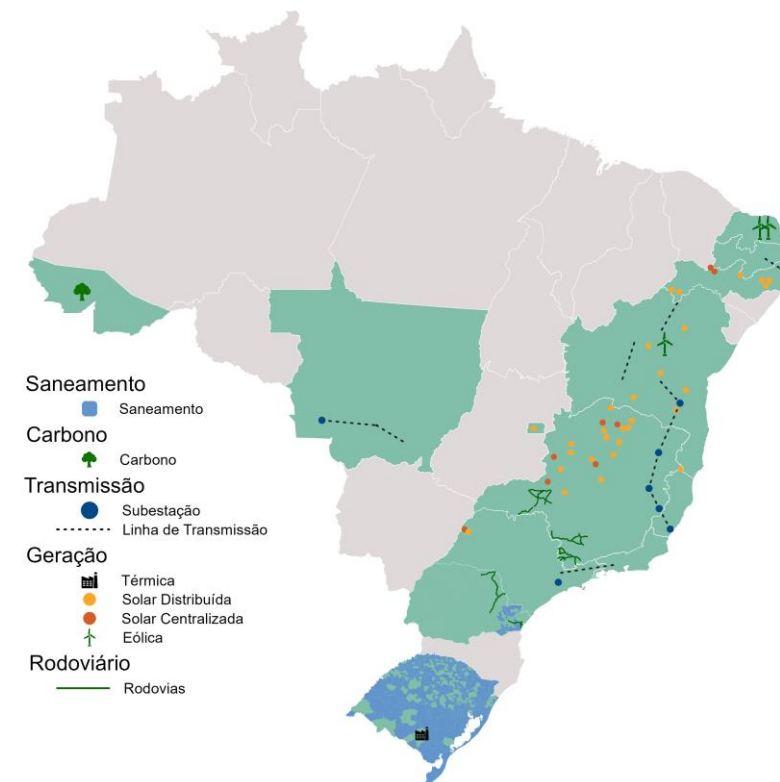 Saneamento
Saneamento
Carbono
Carbono
Transmissão
Subestação
Linha de Transmissão
Geração
Térmica
Solar Distribuída
Solar Centralizada
Eólica
Rodoviário
Rodovias